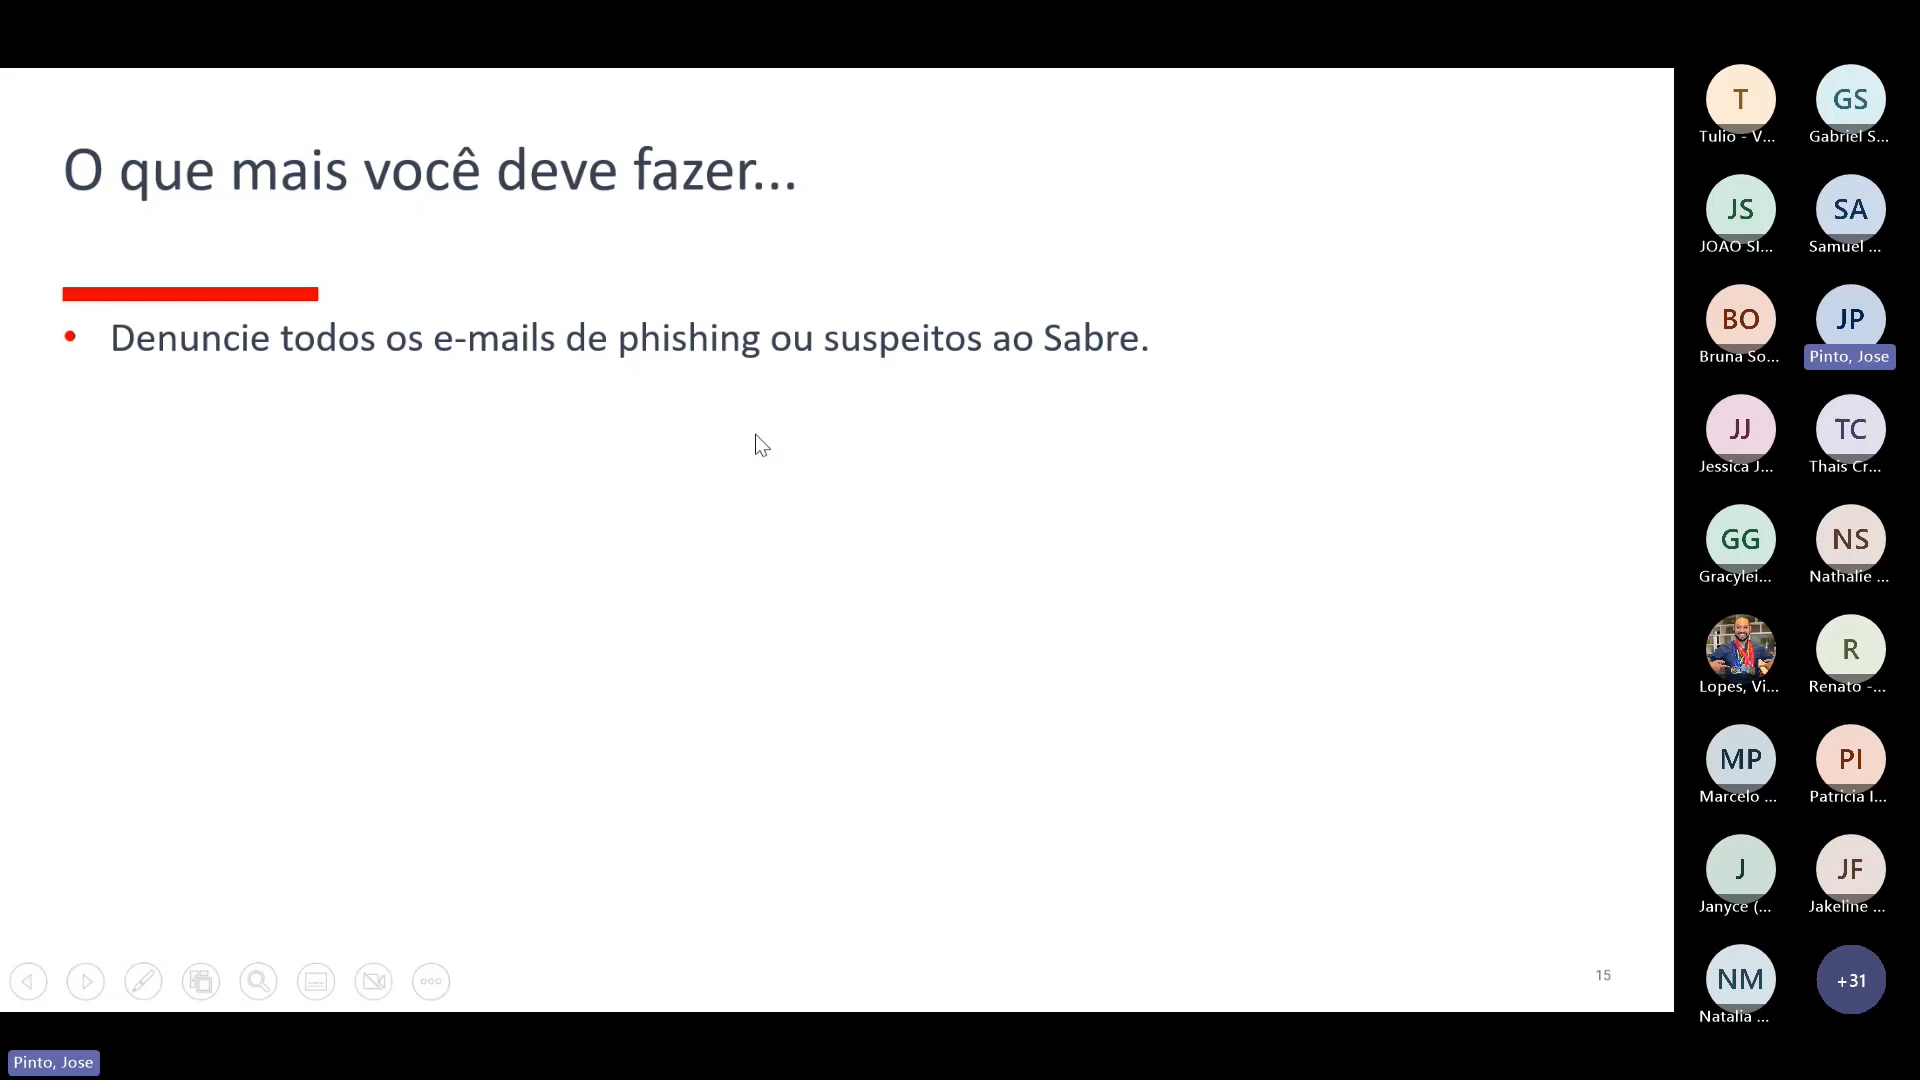 O que mais você deve fazer...
• Denuncie todos os e-mails de phishing ou suspeitos ao Sabre.
15
Pinto, Jose
T
Tulio - V...
GS
Gabriel S...
JS
JOAO SI...
SA
Samuel ...
BO
Bruna So...
JP
Pinto, Jose
JJ
Jessica J...
TC
Thais Cr...
GG
Gracylei...
NS
Nathalie ...
Lopes, Vi...
R
Renato -...
MP
Marcelo ...
PI
Patricia I...
J
Janyce (...
JF
Jakeline ...
NM
Natalia ...
+31